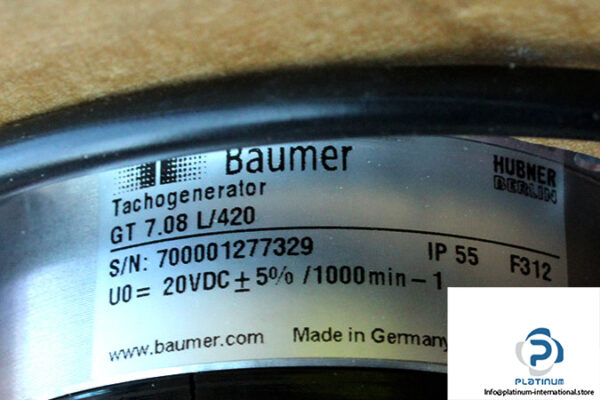 Baumer
HUBNER
BERLIN
Tachogenerator
GT 7.08 L/420
S/N: 700001277329 IP 55 F312
U0 = 20VDC ± 5% /1000min - 1
www.baumer.com Made in Germany
PLATINUM
Info@platinum-international.store